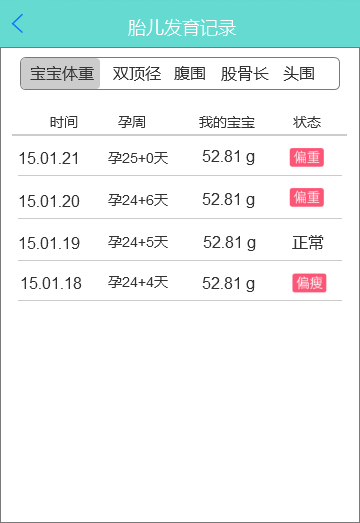 胎儿发育记录
宝宝体重 双顶径 腹围 股骨长 头围
时间 孕周 我的宝宝 状态
15.01.21 孕25+0天 52.81 g 偏重
15.01.20 孕24+6天 52.81 g 偏重
15.01.19 孕24+5天 52.81 g 正常
15.01.18 孕24+4天 52.81 g 偏瘦